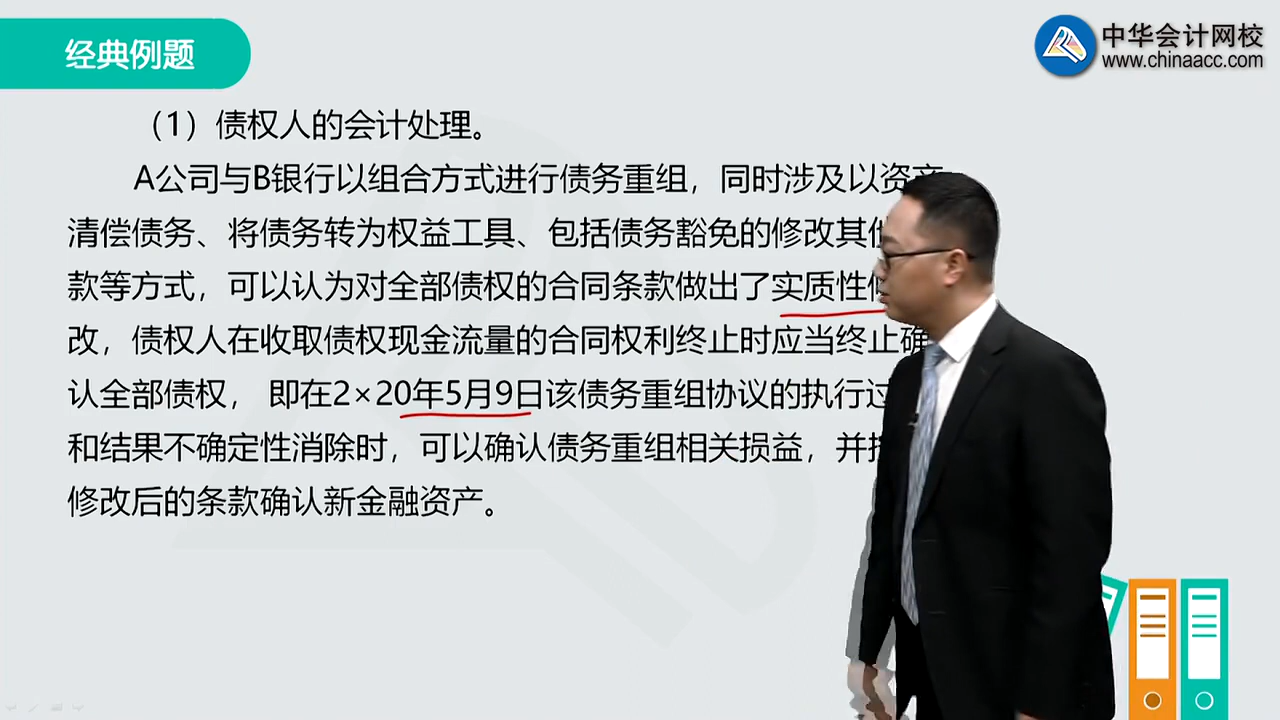 经典例题
中华会计网校
www.chinaacc.com
（1）债权人的会计处理。
A公司与B银行以组合方式进行债务重组，同时涉及以资产
清偿债务、将债务转为权益工具、包括债务豁免的修改其他
款等方式，可以认为对全部债权的合同条款做出了实质性
改，债权人在收取债权现金流量的合同权利终止时应当终止确
认全部债权， 即在2×20年5月9日该债务重组协议的执行过
和结果不确定性消除时，可以确认债务重组相关损益，并按
修改后的条款确认新金融资产。